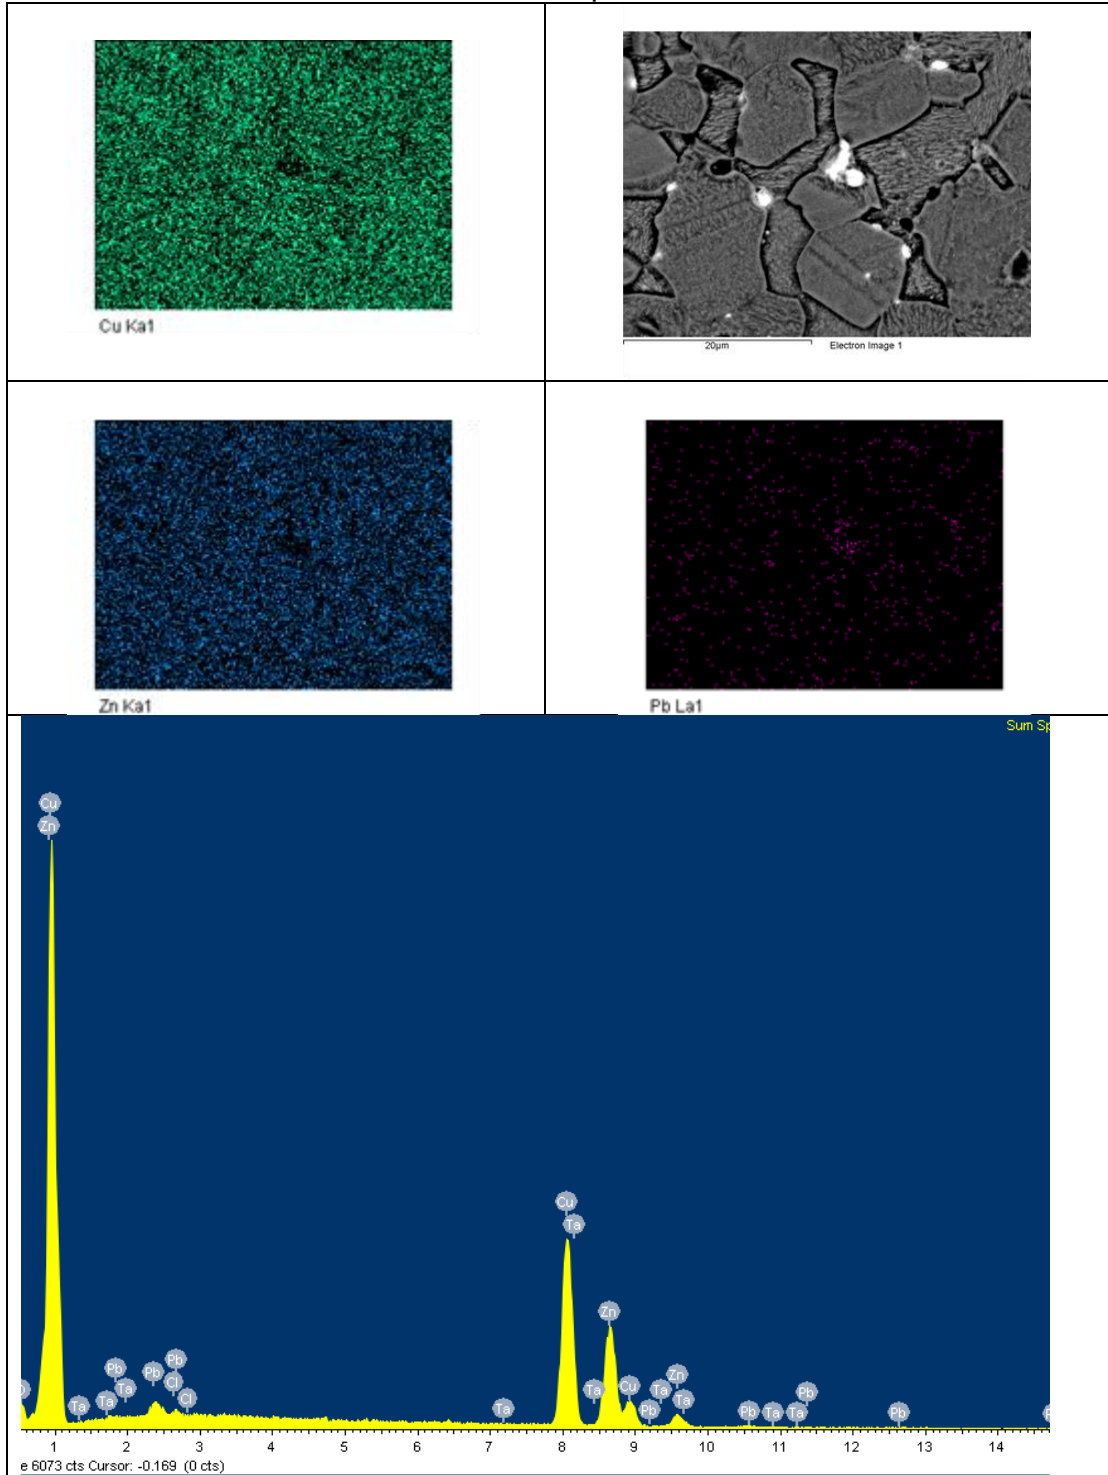 Cu Ka1
20µm Electron Image 1
Zn Ka1
Pb La1
Sum Sp
Cu
Zn
Cu
Ta
Zn
Pb
Pb
Pb
Zn
Ta
Cl
Ta
Cu
Ta
Pb
Ta
Ta
Cl
Ta
Ta
Pb
Pb
Ta
Ta
Pb
1 2 3 4 5 6 7 8 9 10 11 12 13 14
e 6073 cts Cursor: -0.169 (0 cts)